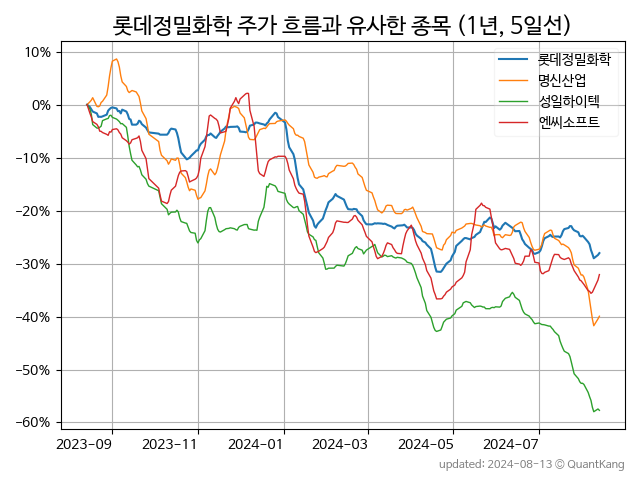 롯데정밀화학 주가 흐름과 유사한 종목 (1년, 5일선)
롯데정밀화학
명신산업
성일하이텍
엔씨소프트
10%
0%
−10%
−20%
−30%
−40%
−50%
−60%
2023-09
2023-11
2024-01
2024-03
2024-05
2024-07
updated: 2024-08-13 © QuantKang